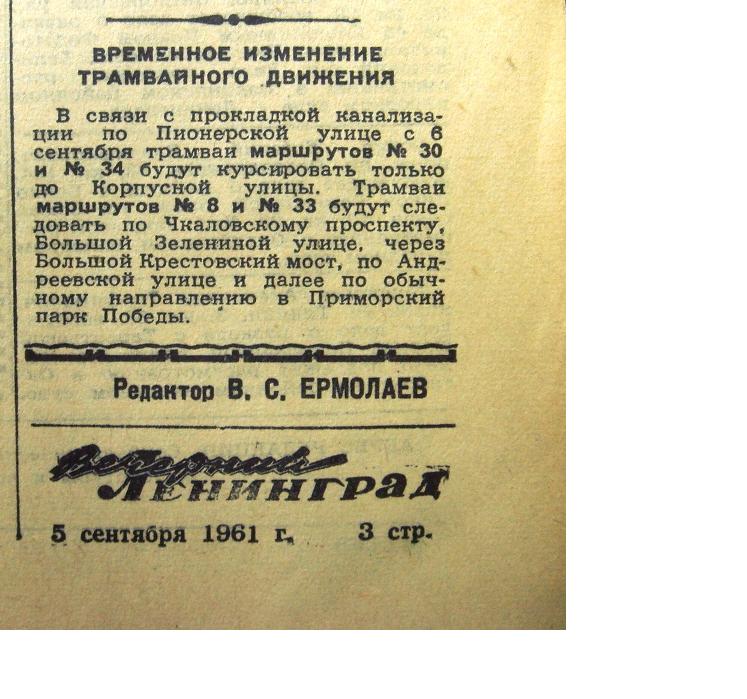 ВРЕМЕННОЕ ИЗМЕНЕНИЕ
ТРАМВАЙНОГО ДВИЖЕНИЯ
В связи с прокладкой канализа-
ции по Пионерской улице с 6
сентября трамваи маршрутов № 30
и № 34 будут курсировать только
до Корпусной улицы. Трамваи
маршрутов № 8 и № 33 будут сле-
довать по Чкаловскому проспекту,
Большой Зелениной улице, через
Большой Крестовский мост, по Анд-
реевской улице и далее по обыч-
ному направлению в Приморский
парк Победы.
Редактор В. С. ЕРМОЛАЕВ
Вечерний
ЛЕНИНГРАД
5 сентября 1961 г. 3 стр.